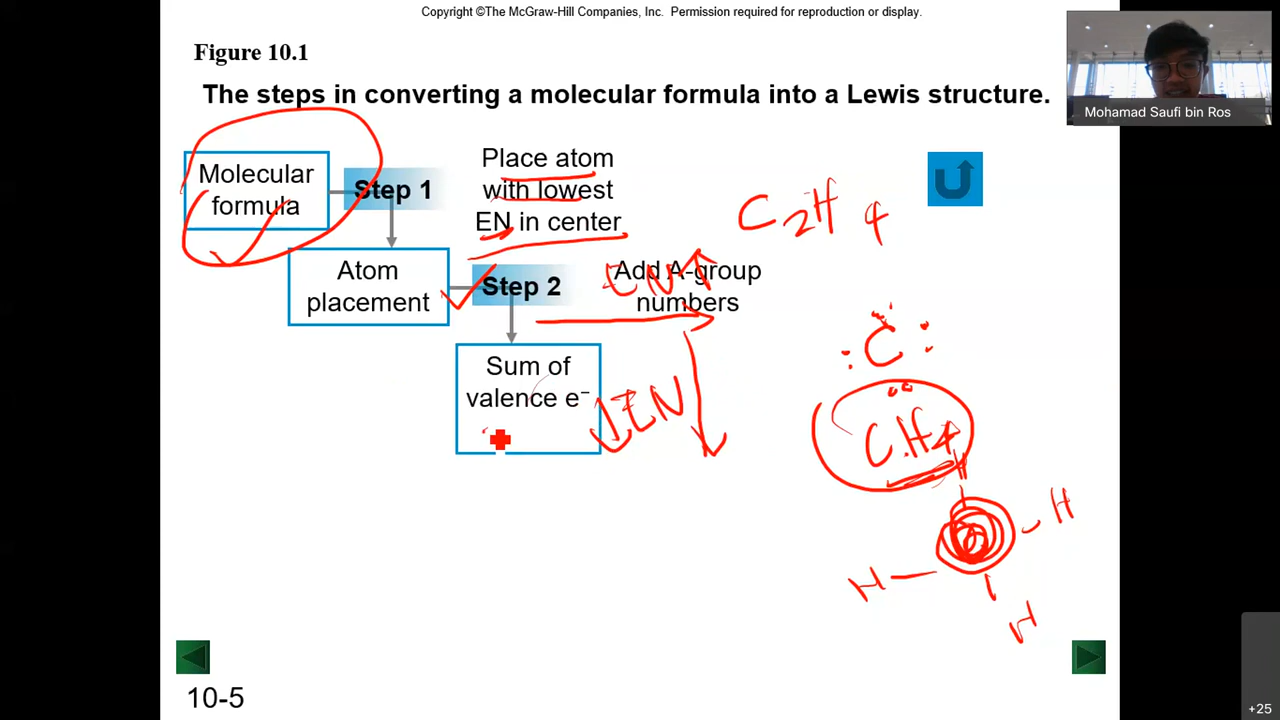 Copyright ©The McGraw-Hill Companies, Inc. Permission required for reproduction or display.
Figure 10.1
The steps in converting a molecular formula into a Lewis structure.
Mohamad Saufi bin Ros
Molecular
formula
Step 1
Place atom
with lowest
EN in center
C2H4
Atom
placement
Step 2
Add A-group
numbers
EN↑
Sum of
valence e⁻
↓EN
:C:
CH4
H
H
H
H
10-5
+25